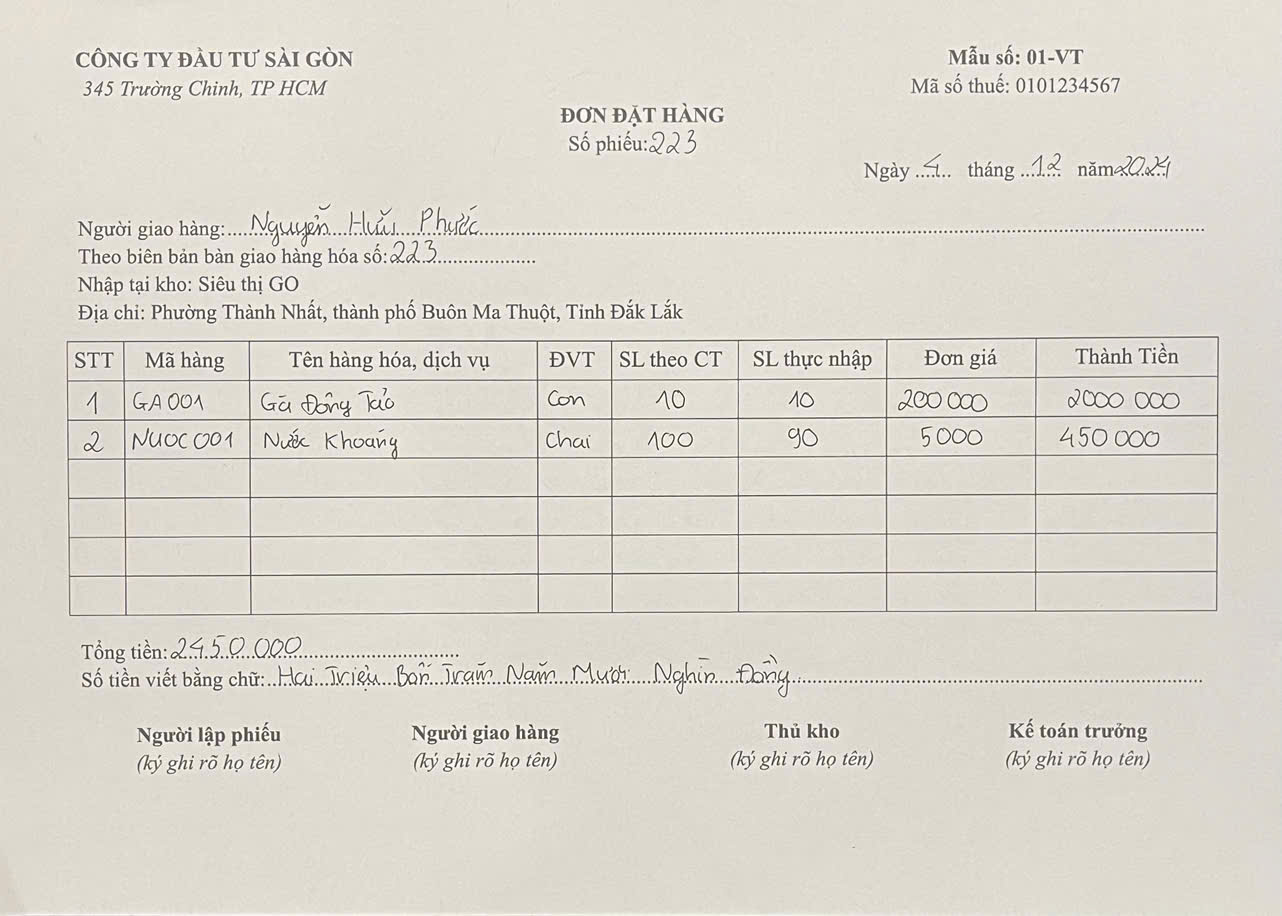 CÔNG TY ĐẦU TƯ SÀI GÒN
345 Trường Chinh, TP HCM
Mẫu số: 01-VT
Mã số thuế: 0101234567
ĐƠN ĐẶT HÀNG
Số phiếu: 223
Ngày 4 tháng 12 năm 2024
Người giao hàng: Nguyễn Hữu Phước
Theo biên bản bàn giao hàng hóa số: 223
Nhập tại kho: Siêu thị GO
Địa chỉ: Phường Thành Nhất, thành phố Buôn Ma Thuột, Tỉnh Đắk Lắk
STT Mã hàng Tên hàng hóa, dịch vụ ĐVT SL theo CT SL thực nhập Đơn giá Thành Tiền
1 GA001 Gà Đông Tảo Con 10 10 200 000 2000 000
2 NUOC001 Nước Khoáng Chai 100 90 5000 450 000
Tổng tiền: 2450.000
Số tiền viết bằng chữ: Hai Triệu Bốn Trăm Năm Mươi Nghìn Đồng
Người lập phiếu Người giao hàng Thủ kho Kế toán trưởng
(ký ghi rõ họ tên) (ký ghi rõ họ tên) (ký ghi rõ họ tên) (ký ghi rõ họ tên)